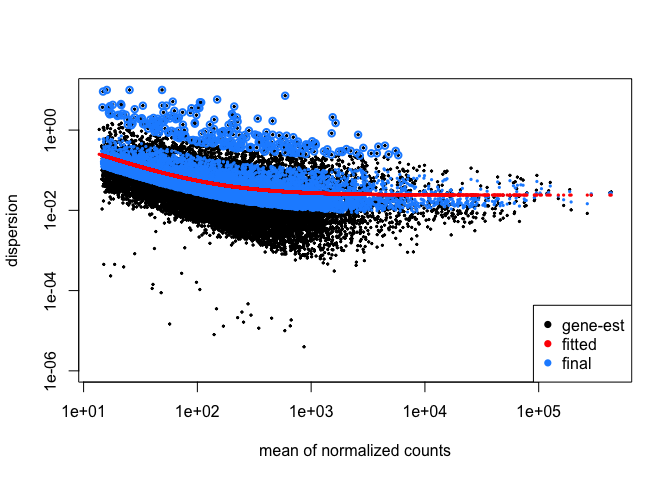 dispersion
1e+00
1e-02
1e-04
1e-06
gene-est
fitted
final
1e+01 1e+02 1e+03 1e+04 1e+05
mean of normalized counts